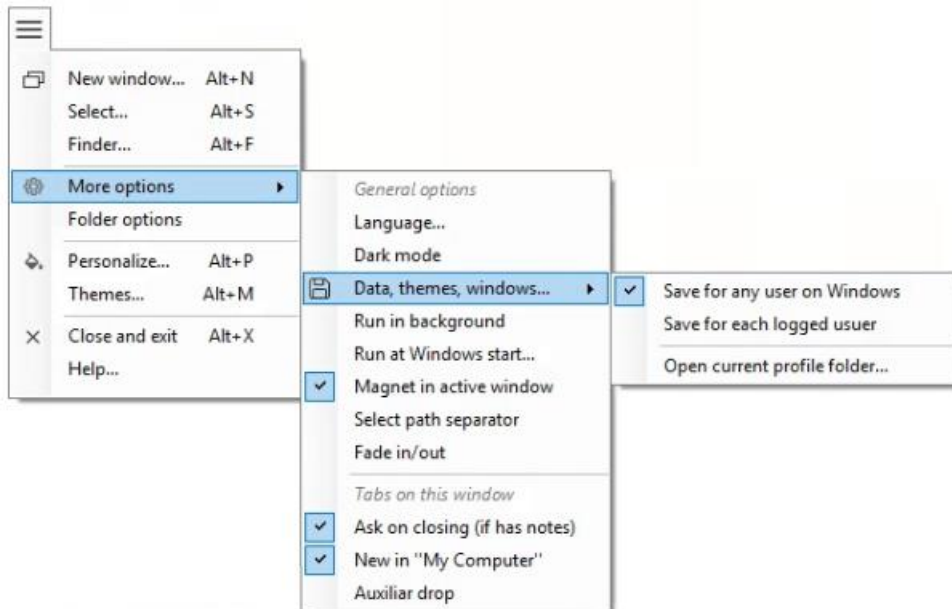 New window... Alt+N
Select... Alt+S
Finder... Alt+F
More options
Folder options
Personalize... Alt+P
Themes... Alt+M
Close and exit Alt+X
Help...
General options
Language...
Dark mode
Data, themes, windows...
Run in background
Run at Windows start...
Magnet in active window
Select path separator
Fade in/out
Tabs on this window
Ask on closing (if has notes)
New in "My Computer"
Auxiliar drop
Save for any user on Windows
Save for each logged usuer
Open current profile folder...